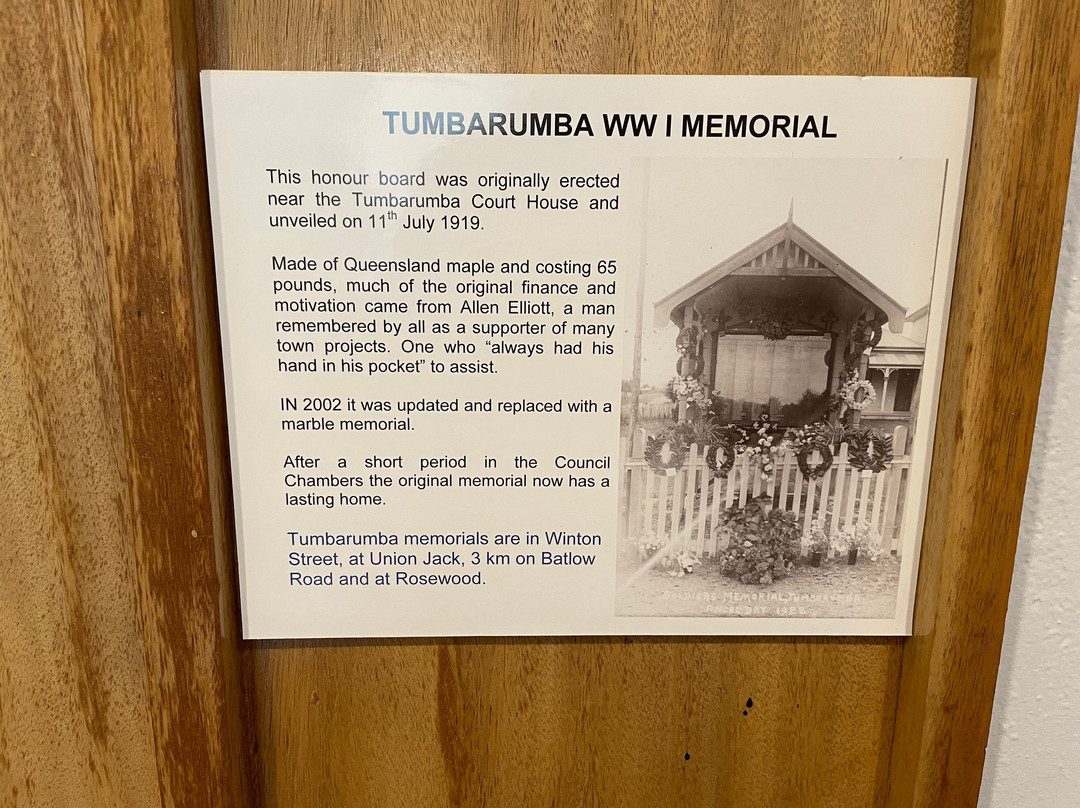 TUMBARUMBA WW I MEMORIAL
This honour board was originally erected
near the Tumbarumba Court House and
unveiled on 11th July 1919.
Made of Queensland maple and costing 65
pounds, much of the original finance and
motivation came from Allen Elliott, a man
remembered by all as a supporter of many
town projects. One who “always had his
hand in his pocket” to assist.
IN 2002 it was updated and replaced with a
marble memorial.
After a short period in the Council
Chambers the original memorial now has a
lasting home.
Tumbarumba memorials are in Winton
Street, at Union Jack, 3 km on Batlow
Road and at Rosewood.
SOLDIERS MEMORIAL, TUMBARUMBA
DAY 1922